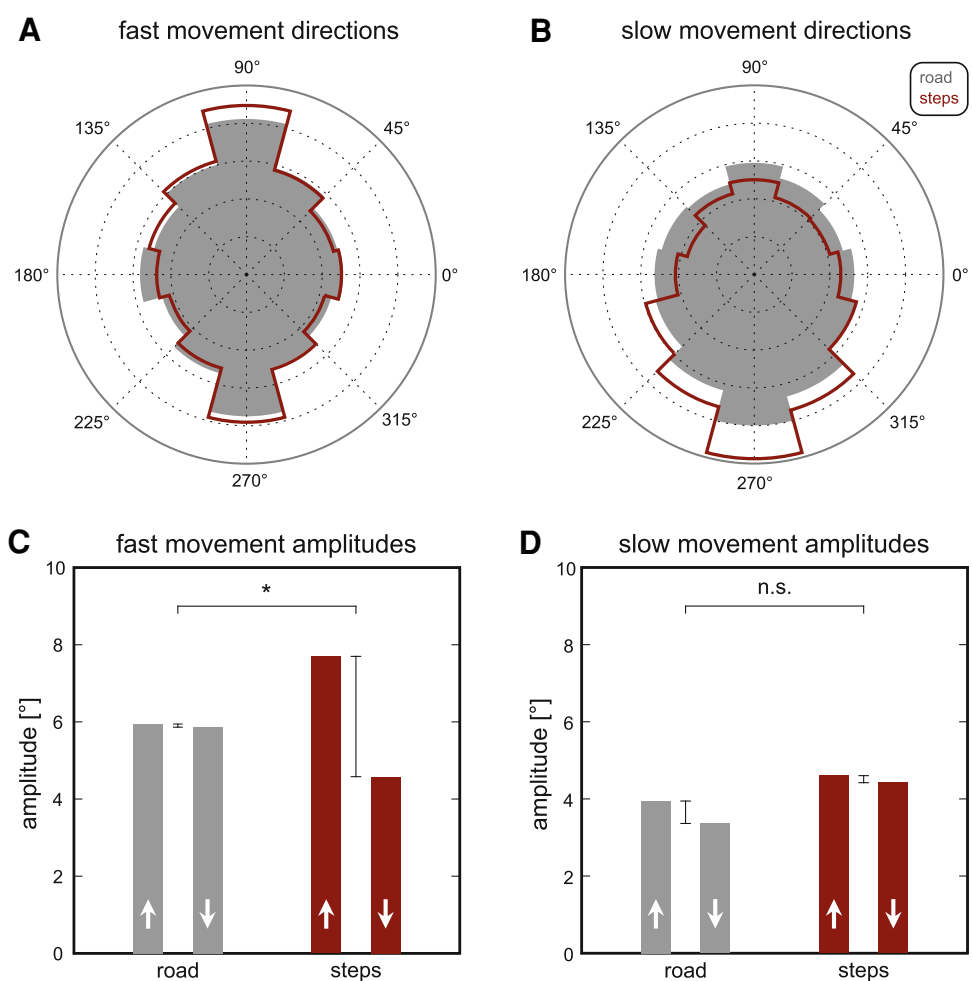 A fast movement directions
B slow movement directions
road
steps
90°
135° 45°
180° 0°
225° 315°
270°
90°
135° 45°
180° 0°
225° 315°
270°
C fast movement amplitudes
10
8
6
4
2
0
amplitude [°]
*
road steps
D slow movement amplitudes
10
8
6
4
2
0
amplitude [°]
n.s.
road steps